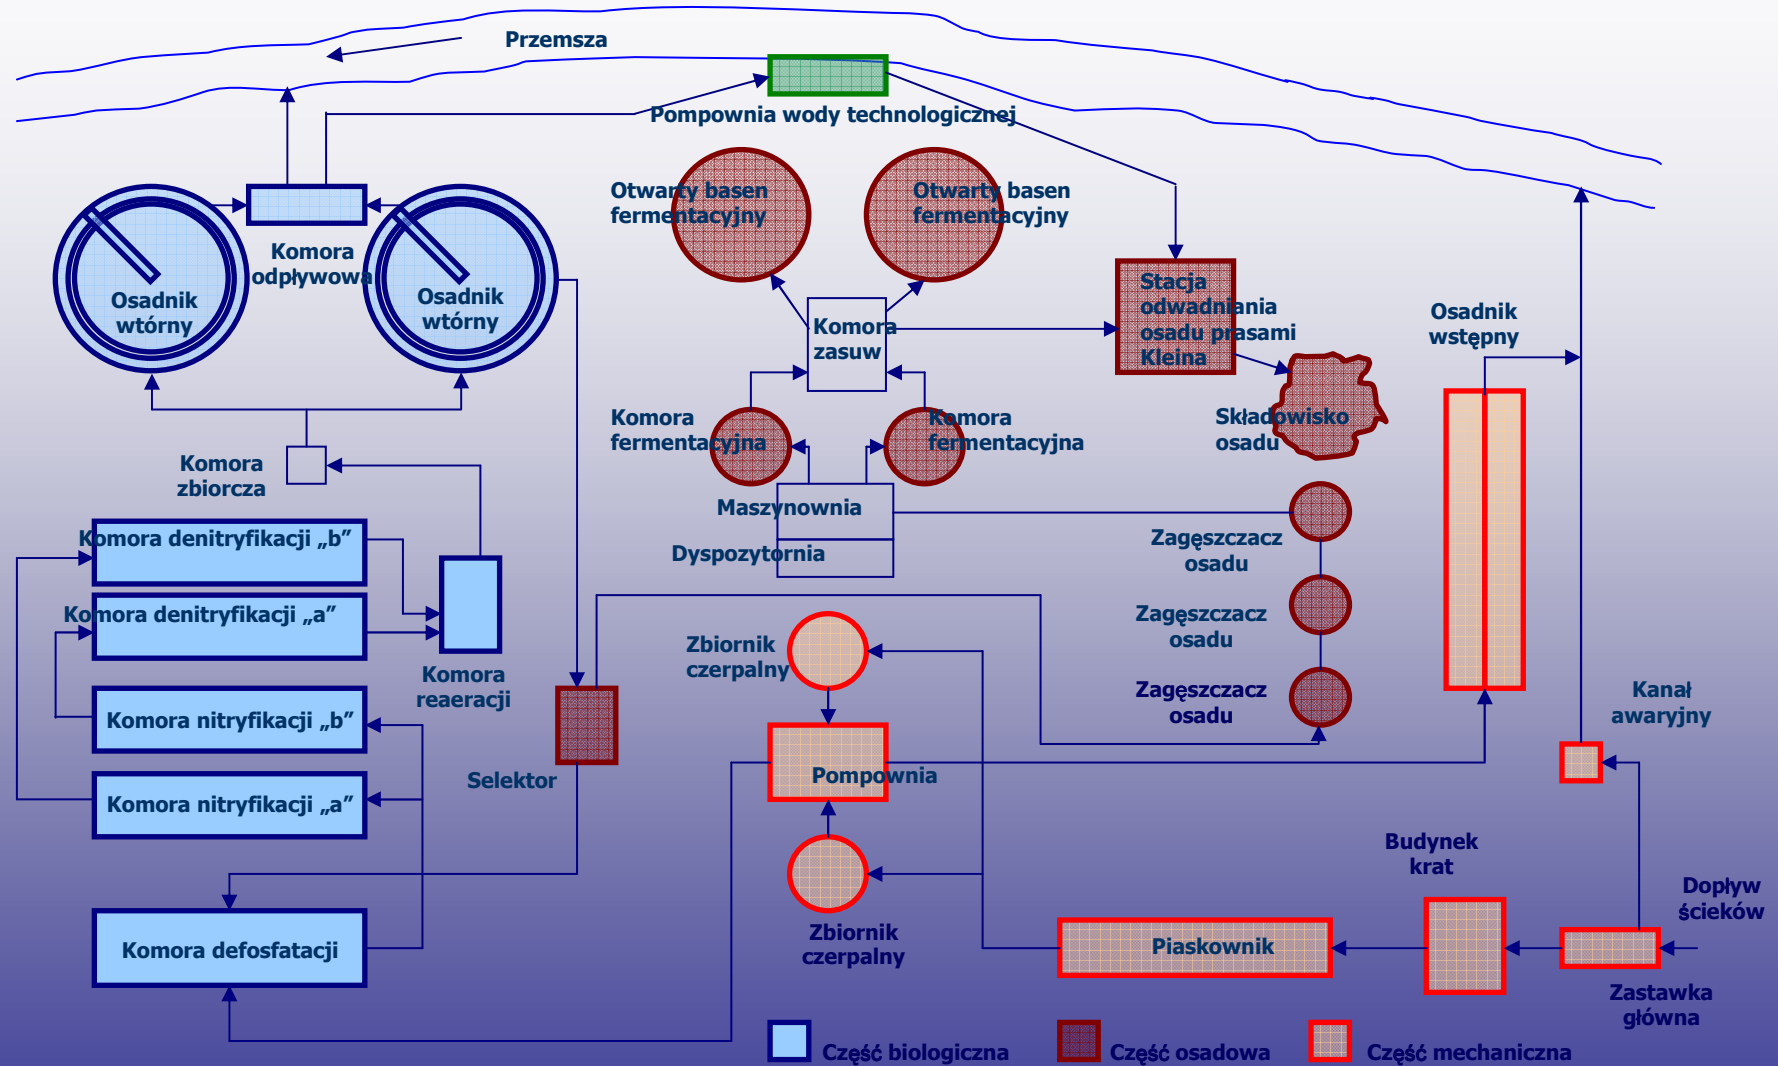 Przemsza
Pompownia wody technologicznej
Otwarty basen
fermentacyjny
Otwarty basen
fermentacyjny
Komora
odpływowa
Osadnik
wtórny
Osadnik
wtórny
Komora
zasuw
Stacja
odwadniania
osadu prasami
Kleina
Osadnik
wstępny
Komora
fermentacyjna
Komora
fermentacyjna
Składowisko
osadu
Komora
zbiorcza
Maszynownia
Dyspozytornia
Zagęszczacz
osadu
Komora denitryfikacji „b”
Komora denitryfikacji „a”
Zagęszczacz
osadu
Zbiornik
czerpalny
Komora
reaeracji
Zagęszczacz
osadu
Kanał
awaryjny
Komora nitryfikacji „b”
Selektor
Pompownia
Komora nitryfikacji „a”
Budynek
krat
Dopływ
ścieków
Zbiornik
czerpalny
Komora defosfatacji
Piaskownik
Zastawka
główna
Część biologiczna
Część osadowa
Część mechaniczna